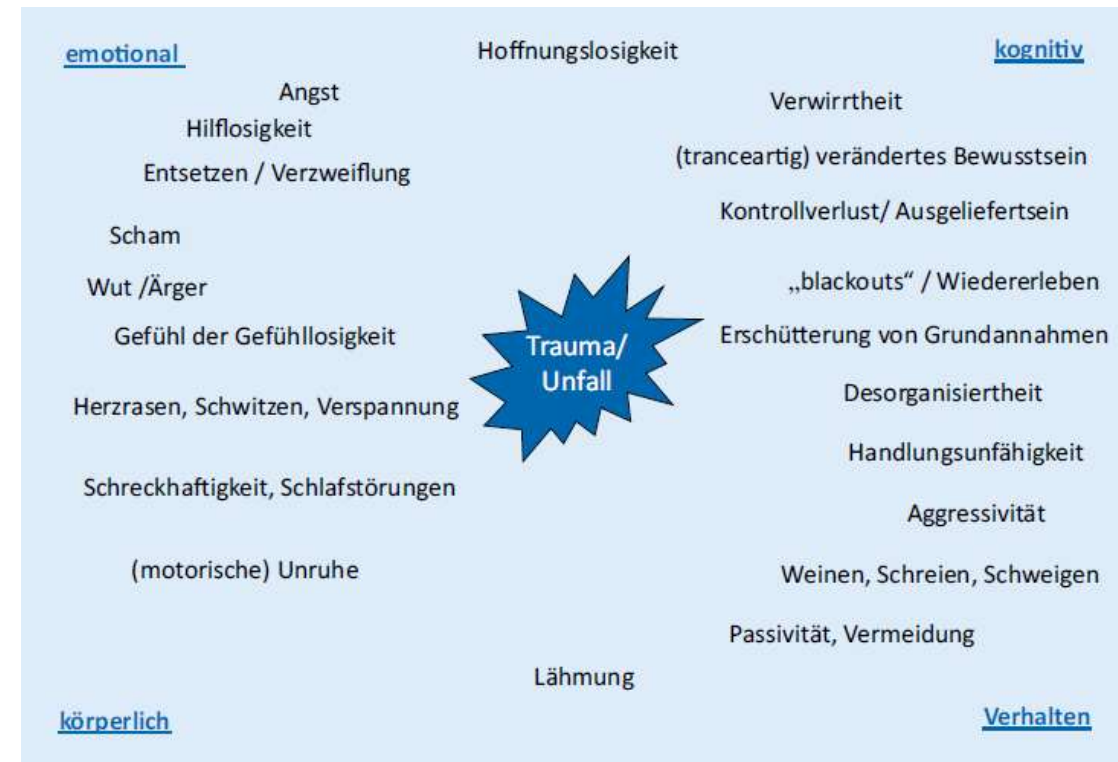 emotional
Hoffnungslosigkeit
kognitiv
Angst
Verwirrtheit
Hilflosigkeit
(tranceartig) verändertes Bewusstsein
Entsetzen / Verzweiflung
Kontrollverlust/ Ausgeliefertsein
Scham
„blackouts“ / Wiedererleben
Wut /Ärger
Gefühl der Gefühllosigkeit
Trauma/
Unfall
Erschütterung von Grundannahmen
Desorganisiertheit
Herzrasen, Schwitzen, Verspannung
Handlungsunfähigkeit
Schreckhaftigkeit, Schlafstörungen
Aggressivität
(motorische) Unruhe
Weinen, Schreien, Schweigen
Passivität, Vermeidung
Lähmung
körperlich
Verhalten